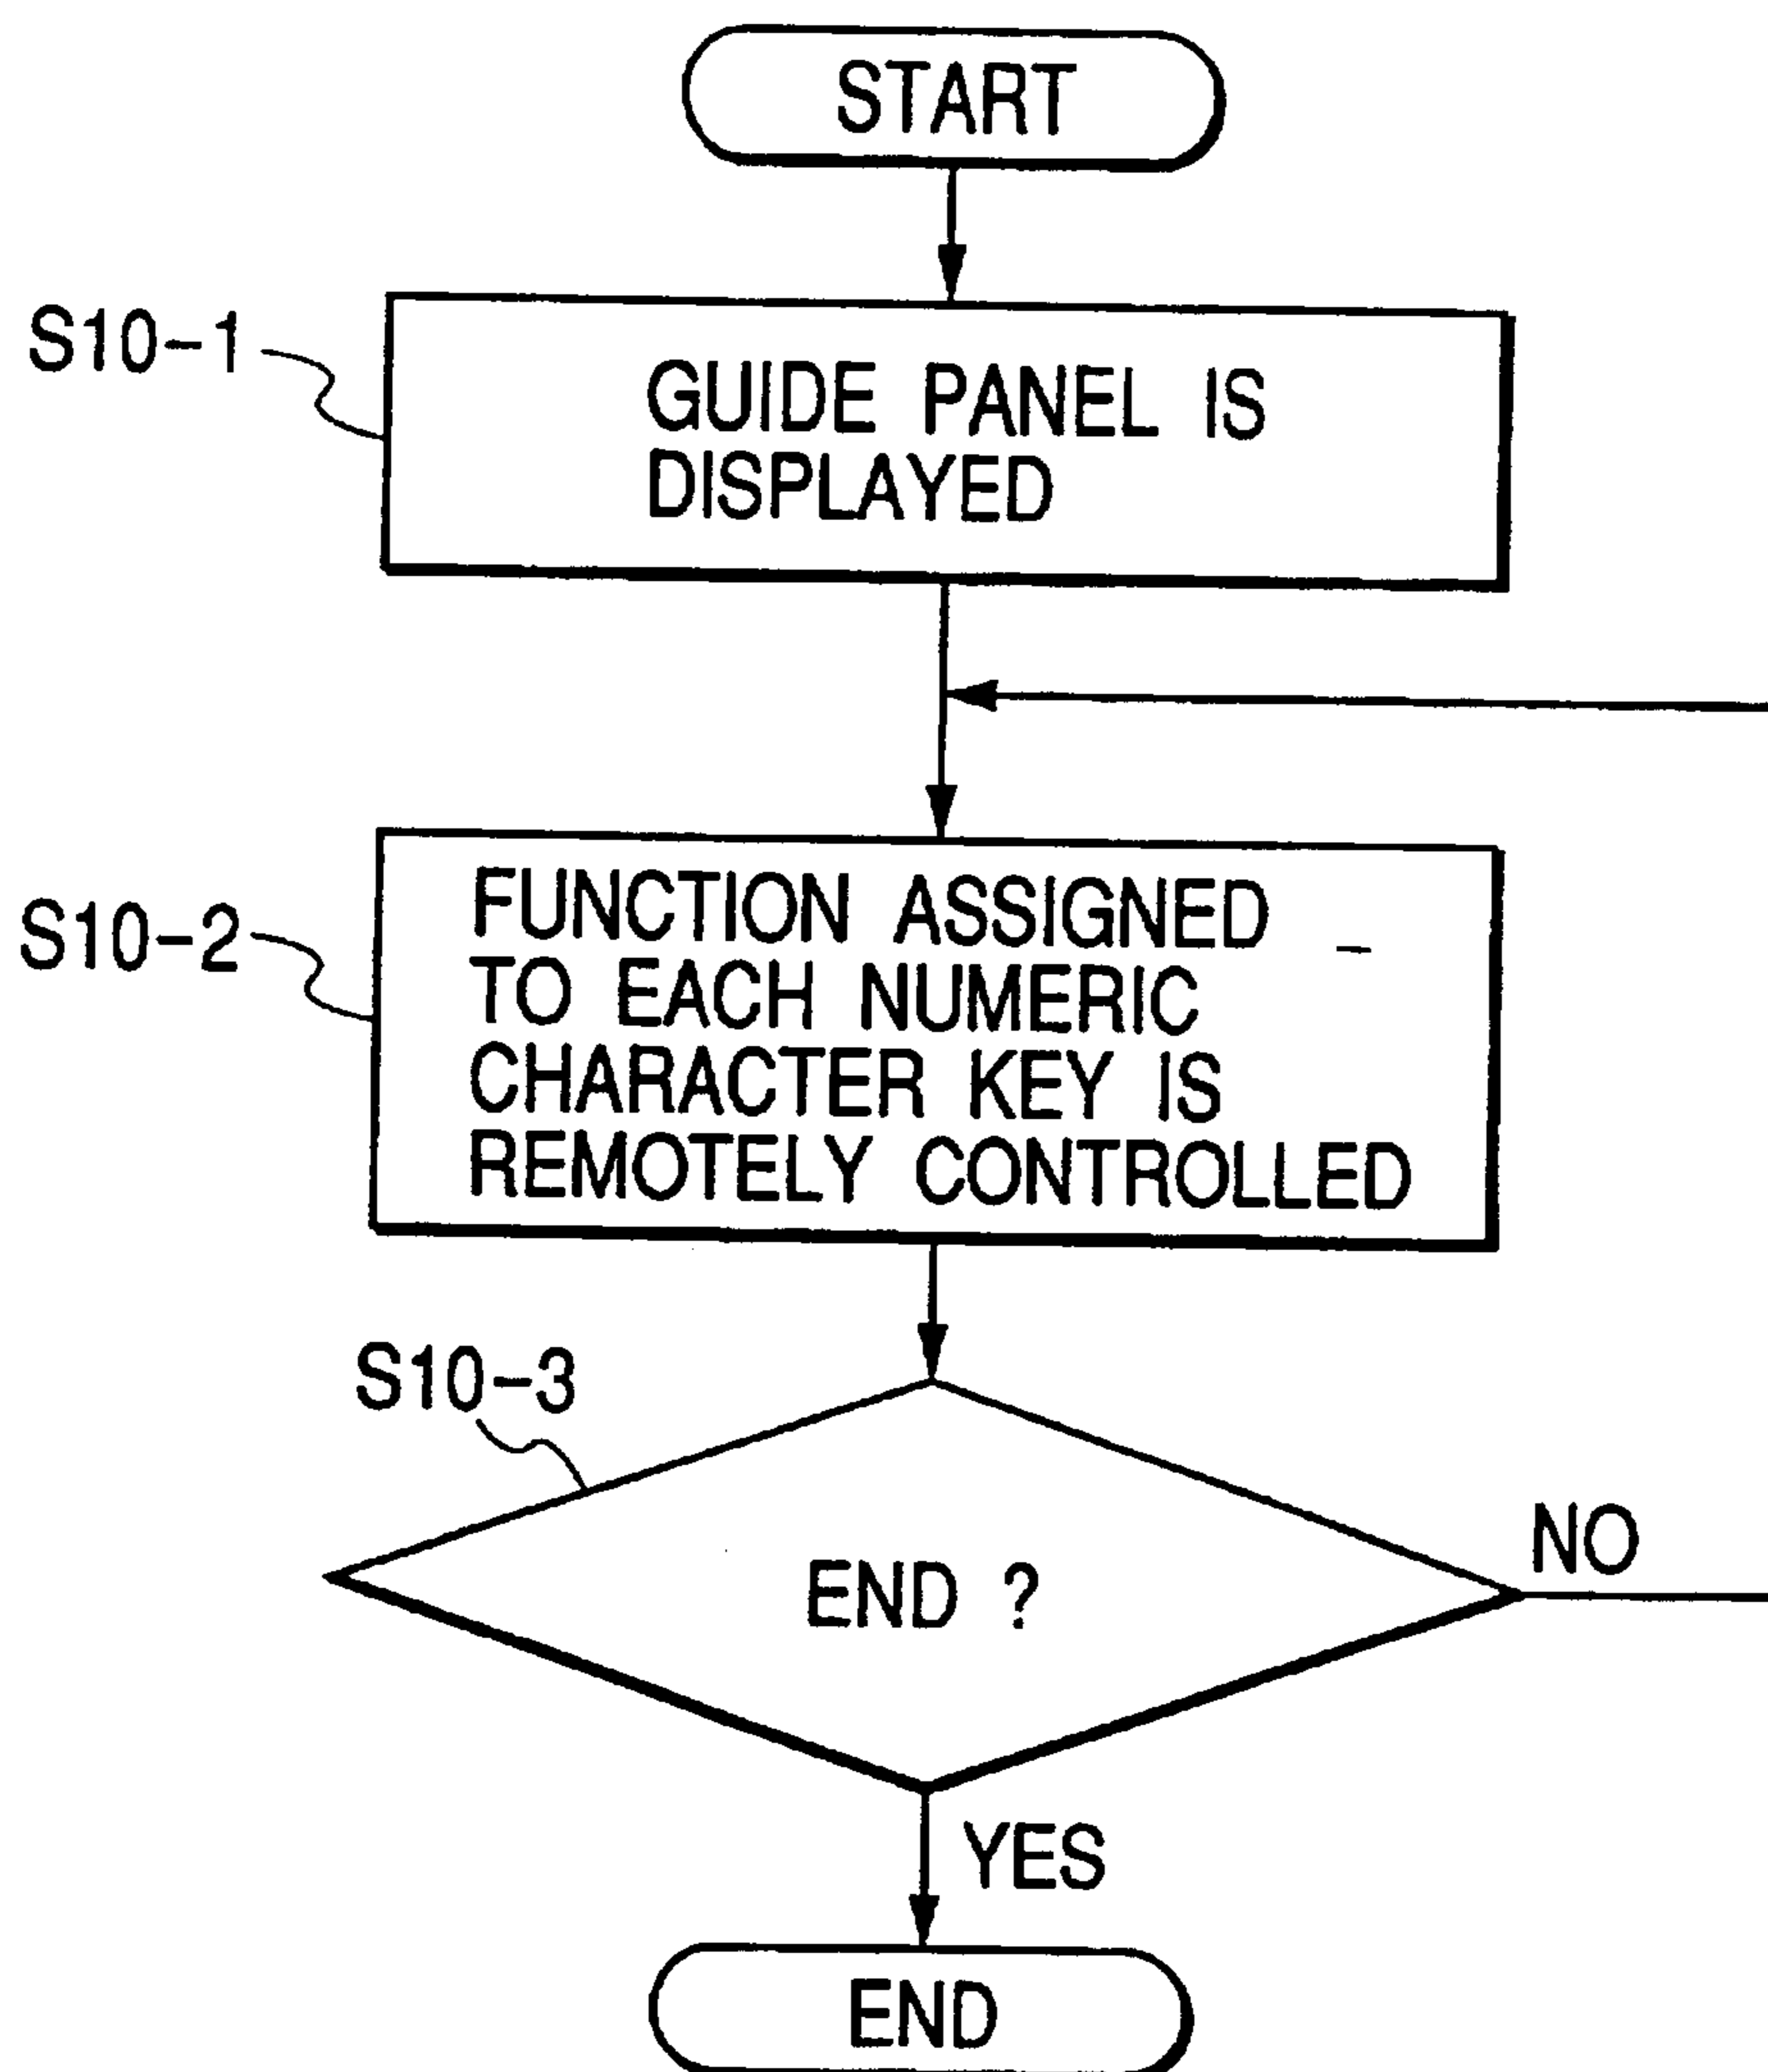 START
S10-1
GUIDE PANEL IS
DISPLAYED
S10-2
FUNCTION ASSIGNED
TO EACH NUMERIC
CHARACTER KEY IS
REMOTELY CONTROLLED
S10-3
END ?
NO
YES
END